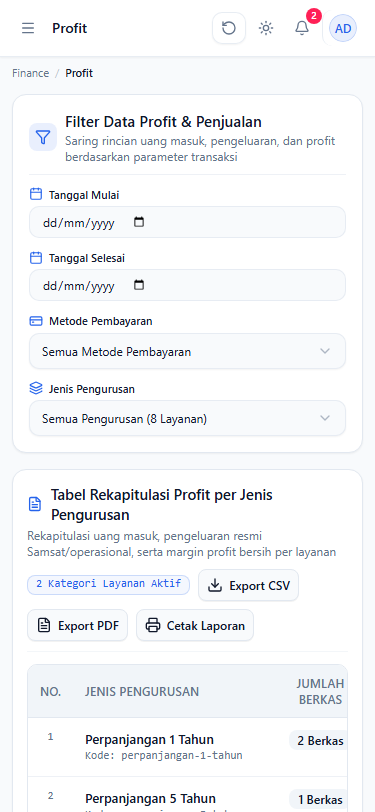 Profit
2
AD
Finance / Profit
Filter Data Profit & Penjualan
Saring rincian uang masuk, pengeluaran, dan profit
berdasarkan parameter transaksi
Tanggal Mulai
dd/mm/yyyy
Tanggal Selesai
dd/mm/yyyy
Metode Pembayaran
Semua Metode Pembayaran
Jenis Pengurusan
Semua Pengurusan (8 Layanan)
Tabel Rekapitulasi Profit per Jenis
Pengurusan
Rekapitulasi uang masuk, pengeluaran resmi
Samsat/operasional, serta margin profit bersih per layanan
2 Kategori Layanan Aktif
Export CSV
Export PDF
Cetak Laporan
NO. JENIS PENGURUSAN JUMLAH
BERKAS
1 Perpanjangan 1 Tahun 2 Berkas
Kode: perpanjangan-1-tahun
2 Perpanjangan 5 Tahun 1 Berkas